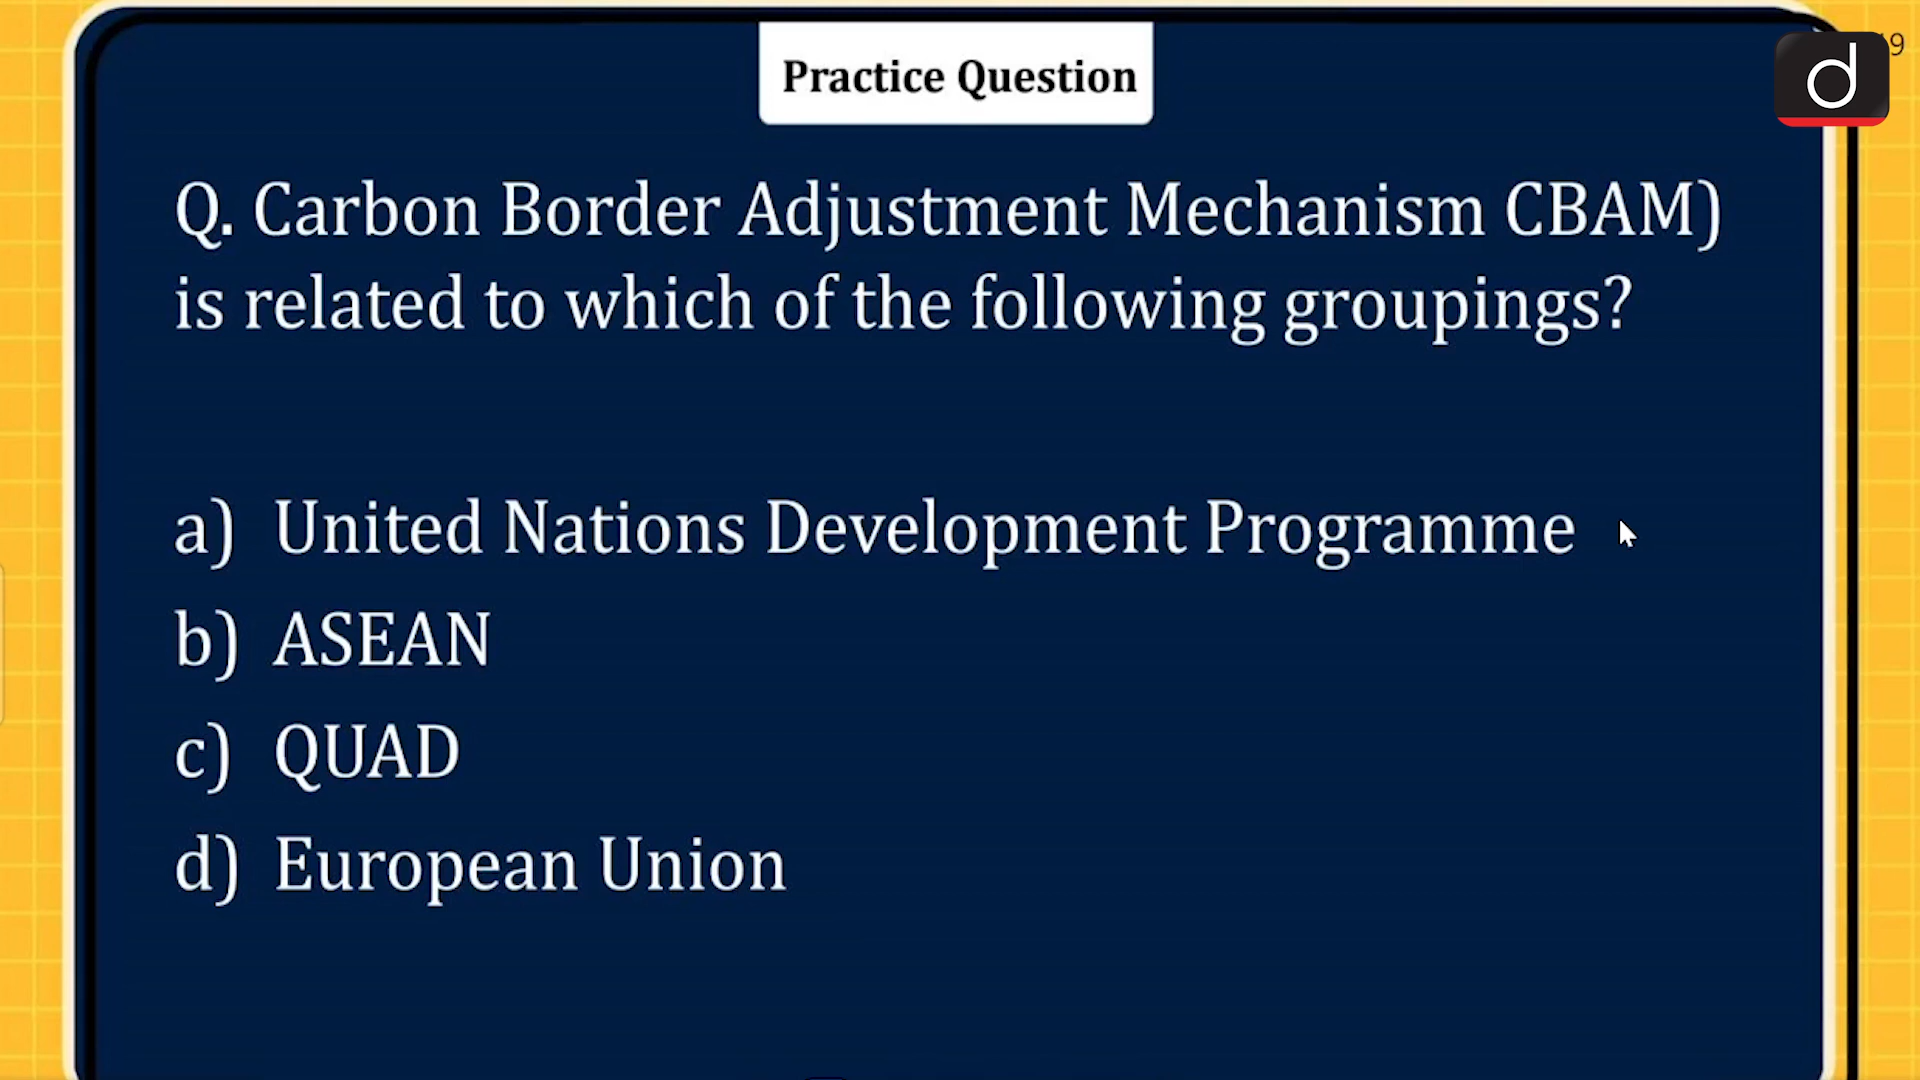 Practice Question
Q. Carbon Border Adjustment Mechanism CBAM)
is related to which of the following groupings?
a) United Nations Development Programme
b) ASEAN
c) QUAD
d) European Union
d